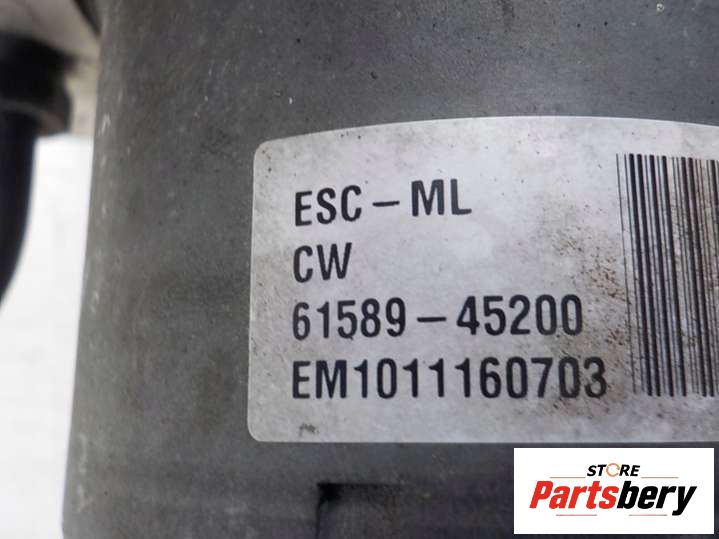 ESC-ML
CW
61589-45200
EM1011160703
STORE
Partsbery